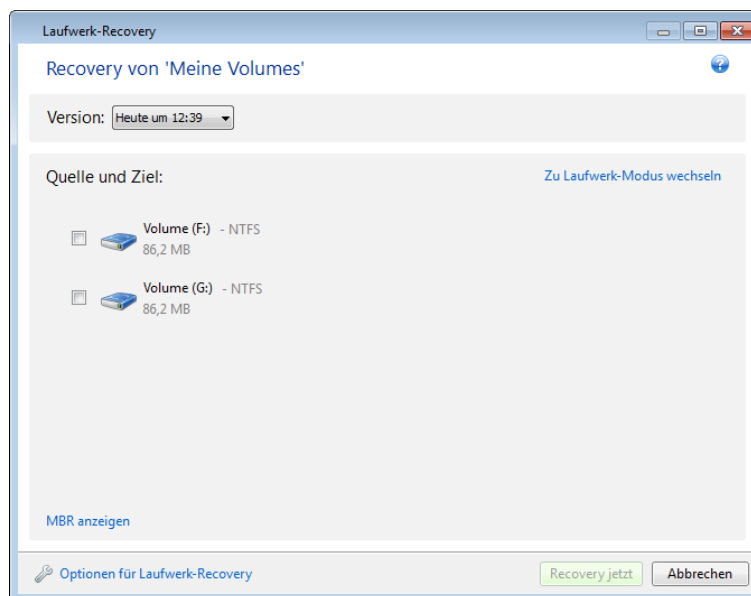 Laufwerk-Recovery
Recovery von 'Meine Volumes'
Version: Heute um 12:39
Quelle und Ziel: Zu Laufwerk-Modus wechseln
Volume (F:) - NTFS
86,2 MB
Volume (G:) - NTFS
86,2 MB
MBR anzeigen
Optionen für Laufwerk-Recovery Recovery jetzt Abbrechen